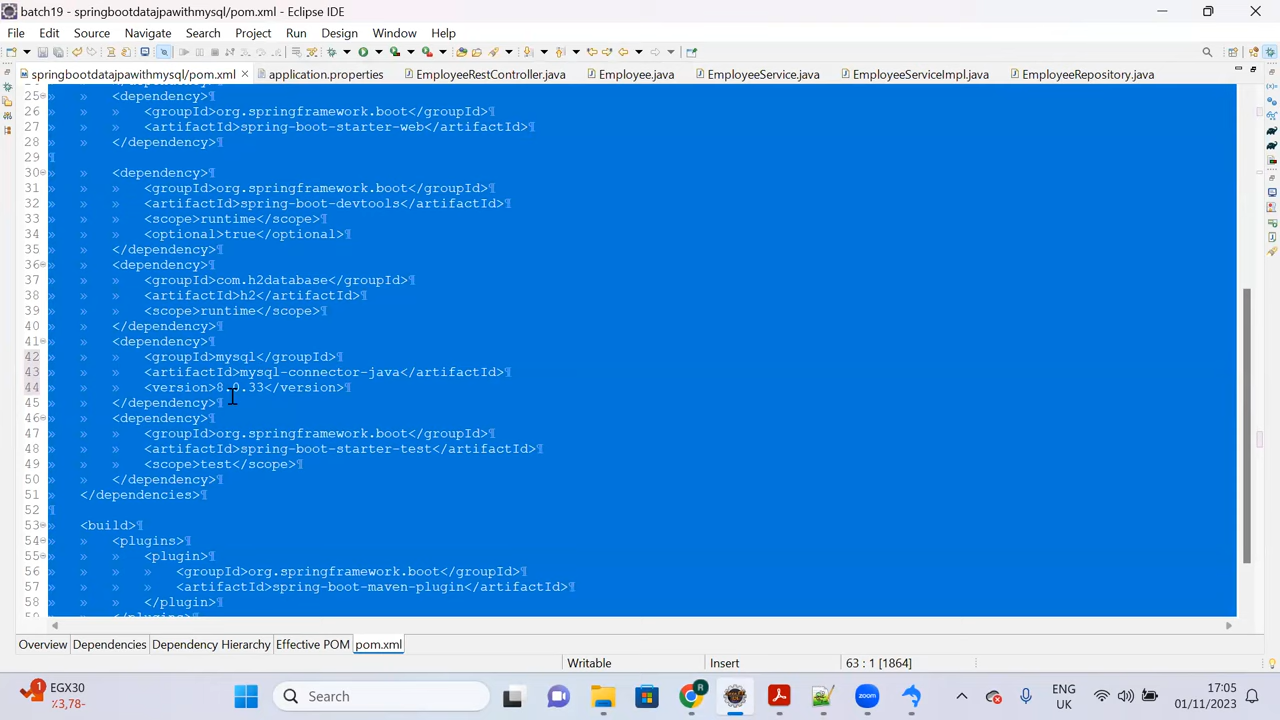 batch19 - springbootdatajpawithmysql/pom.xml - Eclipse IDE
File Edit Source Navigate Search Project Run Design Window Help
springbootdatajpawithmysql/pom.xml application.properties EmployeeRestController.java Employee.java EmployeeService.java EmployeeServiceImpl.java EmployeeRepository.java
25 <dependency>
26 <groupId>org.springframework.boot</groupId>
27 <artifactId>spring-boot-starter-web</artifactId>
28 </dependency>
29
30 <dependency>
31 <groupId>org.springframework.boot</groupId>
32 <artifactId>spring-boot-devtools</artifactId>
33 <scope>runtime</scope>
34 <optional>true</optional>
35 </dependency>
36 <dependency>
37 <groupId>com.h2database</groupId>
38 <artifactId>h2</artifactId>
39 <scope>runtime</scope>
40 </dependency>
41 <dependency>
42 <groupId>mysql</groupId>
43 <artifactId>mysql-connector-java</artifactId>
44 <version>8.0.33</version>
45 </dependency>
46 <dependency>
47 <groupId>org.springframework.boot</groupId>
48 <artifactId>spring-boot-starter-test</artifactId>
49 <scope>test</scope>
50 </dependency>
51 </dependencies>
52
53 <build>
54 <plugins>
55 <plugin>
56 <groupId>org.springframework.boot</groupId>
57 <artifactId>spring-boot-maven-plugin</artifactId>
58 </plugin>
Overview Dependencies Dependency Hierarchy Effective POM pom.xml
Writable Insert 63 : 1 [1864]
EGX30
-3,78%
Search
zoom
ENG
UK
17:05
01/11/2023